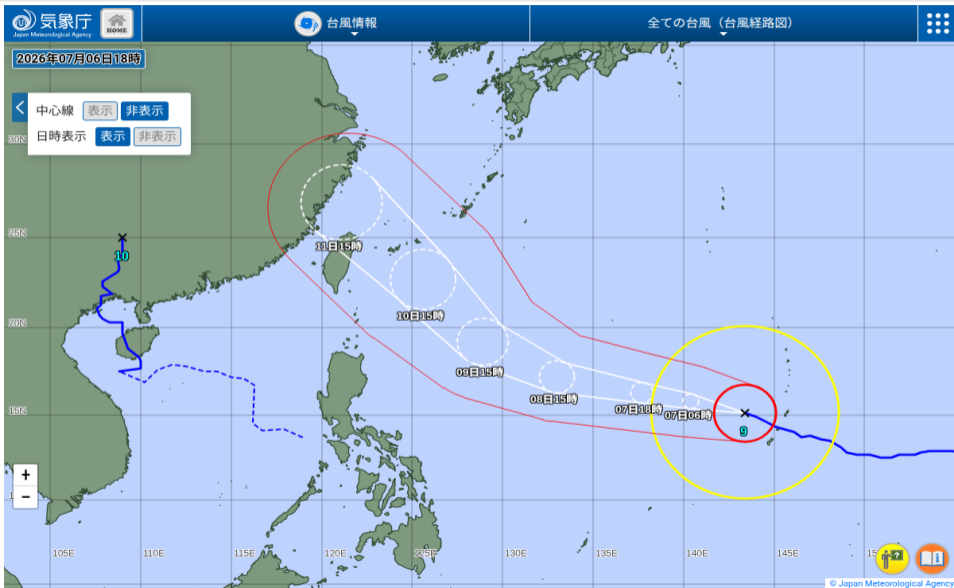 気象庁
Japan Meteorological Agency
HOME
台風情報
全ての台風（台風経路図）
2026年07月06日18時
中心線 表示 非表示
日時表示 表示 非表示
30N
25N
10
11日15時
20N
10日15時
09日15時
08日15時
07日18時
07日06時
15N
9
+
−
105E 110E 115E 120E 125E 130E 135E 140E 145E
© Japan Meteorological Agency